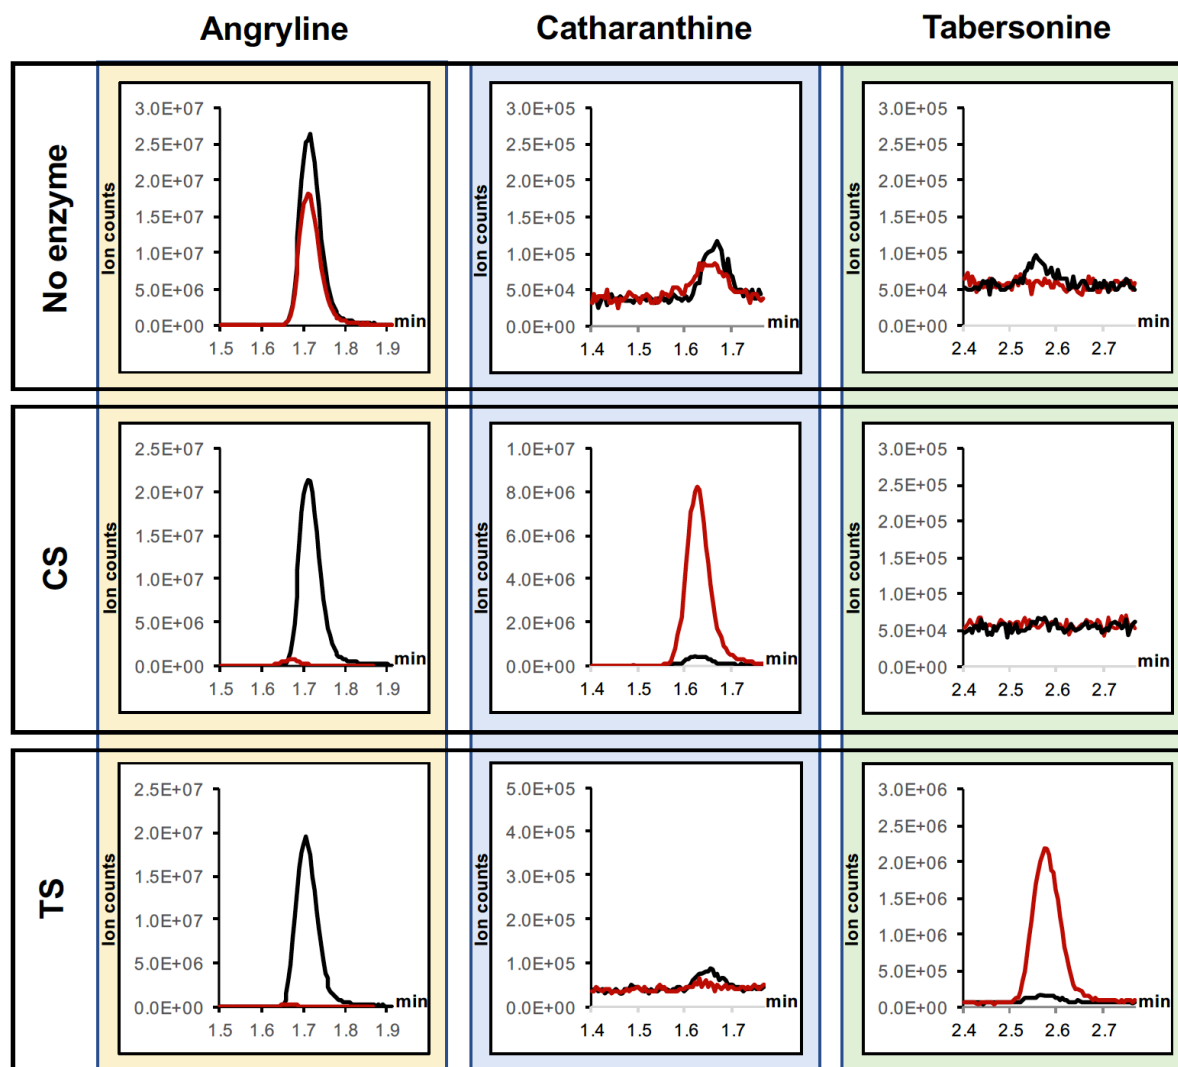 Angryline Catharanthine Tabersonine
No enzyme
Ion counts
3.0E+07
2.5E+07
2.0E+07
1.5E+07
1.0E+07
5.0E+06
0.0E+00
min
1.5 1.6 1.7 1.8 1.9
Ion counts
3.0E+05
2.5E+05
2.0E+05
1.5E+05
1.0E+05
5.0E+04
0.0E+00
min
1.4 1.5 1.6 1.7
Ion counts
3.0E+05
2.5E+05
2.0E+05
1.5E+05
1.0E+05
5.0E+04
0.0E+00
min
2.4 2.5 2.6 2.7
CS
Ion counts
2.5E+07
2.0E+07
1.5E+07
1.0E+07
5.0E+06
0.0E+00
min
1.5 1.6 1.7 1.8 1.9
Ion counts
1.0E+07
8.0E+06
6.0E+06
4.0E+06
2.0E+06
0.0E+00
min
1.4 1.5 1.6 1.7
Ion counts
3.0E+05
2.5E+05
2.0E+05
1.5E+05
1.0E+05
5.0E+04
0.0E+00
min
2.4 2.5 2.6 2.7
TS
Ion counts
2.5E+07
2.0E+07
1.5E+07
1.0E+07
5.0E+06
0.0E+00
min
1.5 1.6 1.7 1.8 1.9
Ion counts
5.0E+05
4.0E+05
3.0E+05
2.0E+05
1.0E+05
0.0E+00
min
1.4 1.5 1.6 1.7
Ion counts
3.0E+06
2.5E+06
2.0E+06
1.5E+06
1.0E+06
5.0E+05
0.0E+00
min
2.4 2.5 2.6 2.7